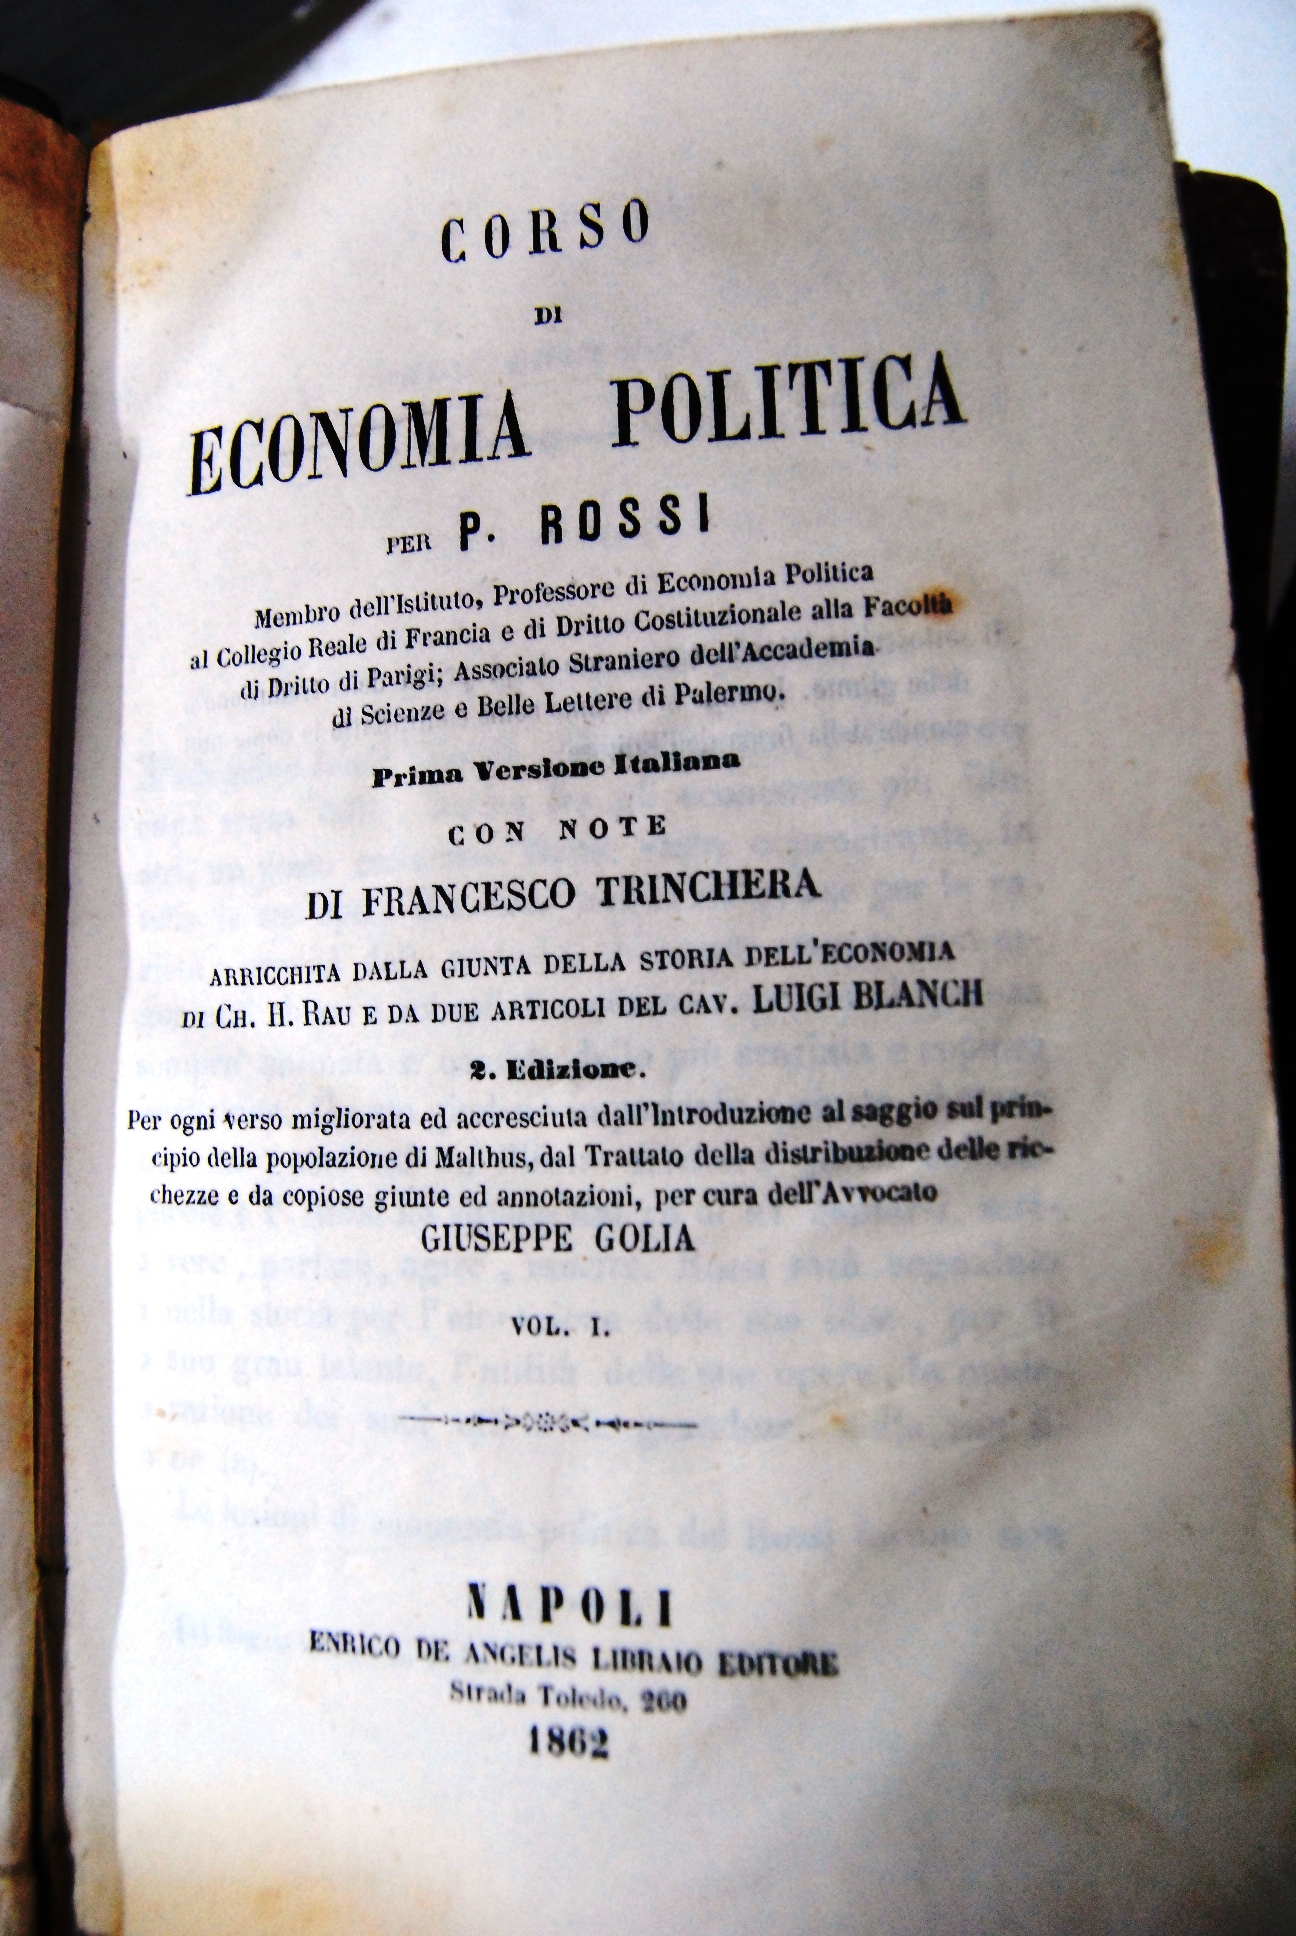 CORSO
DI
ECONOMIA POLITICA
PER P. ROSSI
Membro dell'Istituto, Professore di Economia Politica
al Collegio Reale di Francia e di Dritto Costituzionale alla Facoltà
di Dritto di Parigi; Associato Straniero dell'Accademia
di Scienze e Belle Lettere di Palermo.
Prima Versione Italiana
CON NOTE
DI FRANCESCO TRINCHERA
ARRICCHITA DALLA GIUNTA DELLA STORIA DELL'ECONOMIA
DI CH. H. RAU E DA DUE ARTICOLI DEL CAV. LUIGI BLANCH
2. Edizione.
Per ogni verso migliorata ed accresciuta dall'Introduzione al saggio sul prin-
cipio della popolazione di Malthus, dal Trattato della distribuzione delle ric-
chezze e da copiose giunte ed annotazioni, per cura dell'Avvocato
GIUSEPPE GOLIA
VOL. I.
NAPOLI
ENRICO DE ANGELIS LIBRAIO EDITORE
Strada Toledo, 260
1862